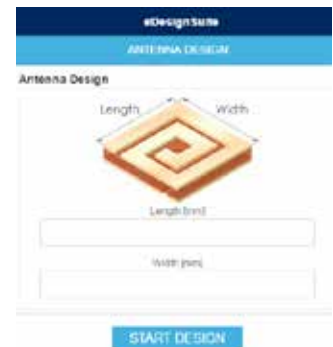 eDesignSuite
ANTENNA DESIGN
Antenna Design
Length Width
Length [mm]
Width [mm]
START DESIGN